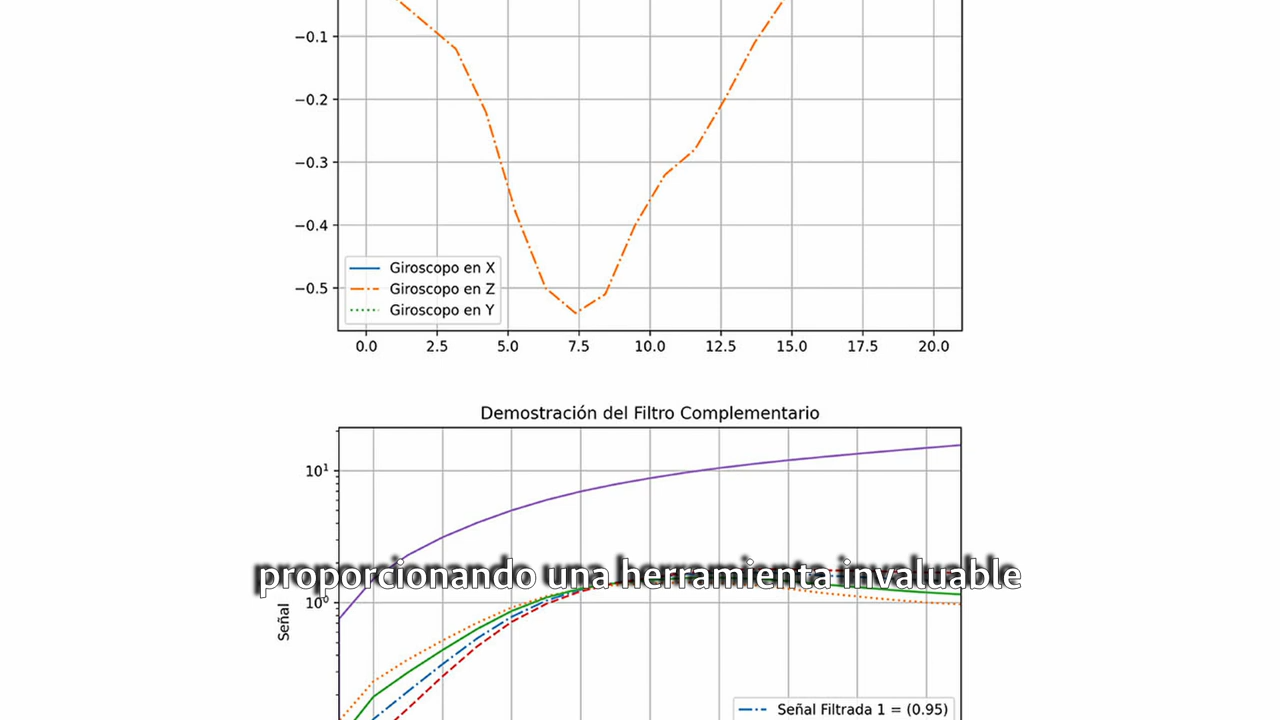 −0.1
−0.2
−0.3
−0.4
−0.5
Giroscopo en X
Giroscopo en Z
Giroscopo en Y
0.0 2.5 5.0 7.5 10.0 12.5 15.0 17.5 20.0
Demostración del Filtro Complementario
10¹
proporcionando una herramienta invaluable
10⁰
Señal
Señal Filtrada 1 = (0.95)